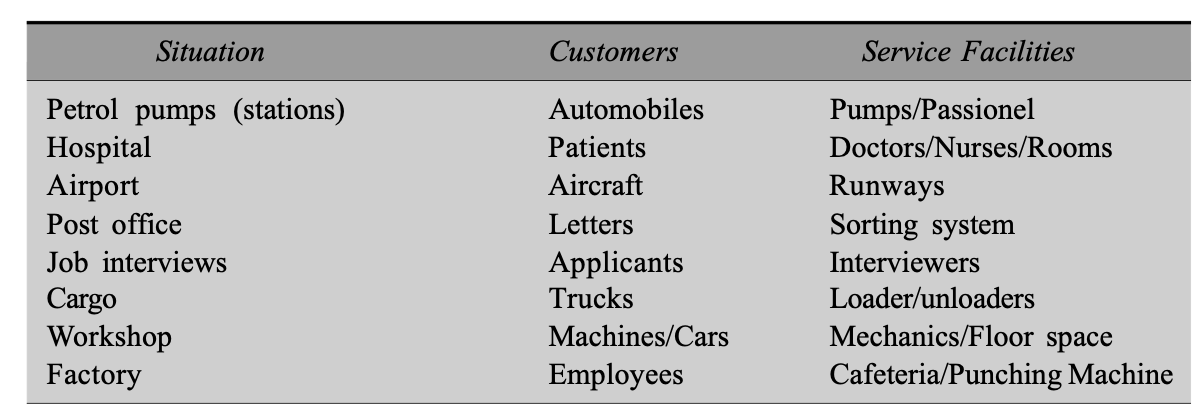 Situation Customers Service Facilities
Petrol pumps (stations) Automobiles Pumps/Passionel
Hospital Patients Doctors/Nurses/Rooms
Airport Aircraft Runways
Post office Letters Sorting system
Job interviews Applicants Interviewers
Cargo Trucks Loader/unloaders
Workshop Machines/Cars Mechanics/Floor space
Factory Employees Cafeteria/Punching Machine